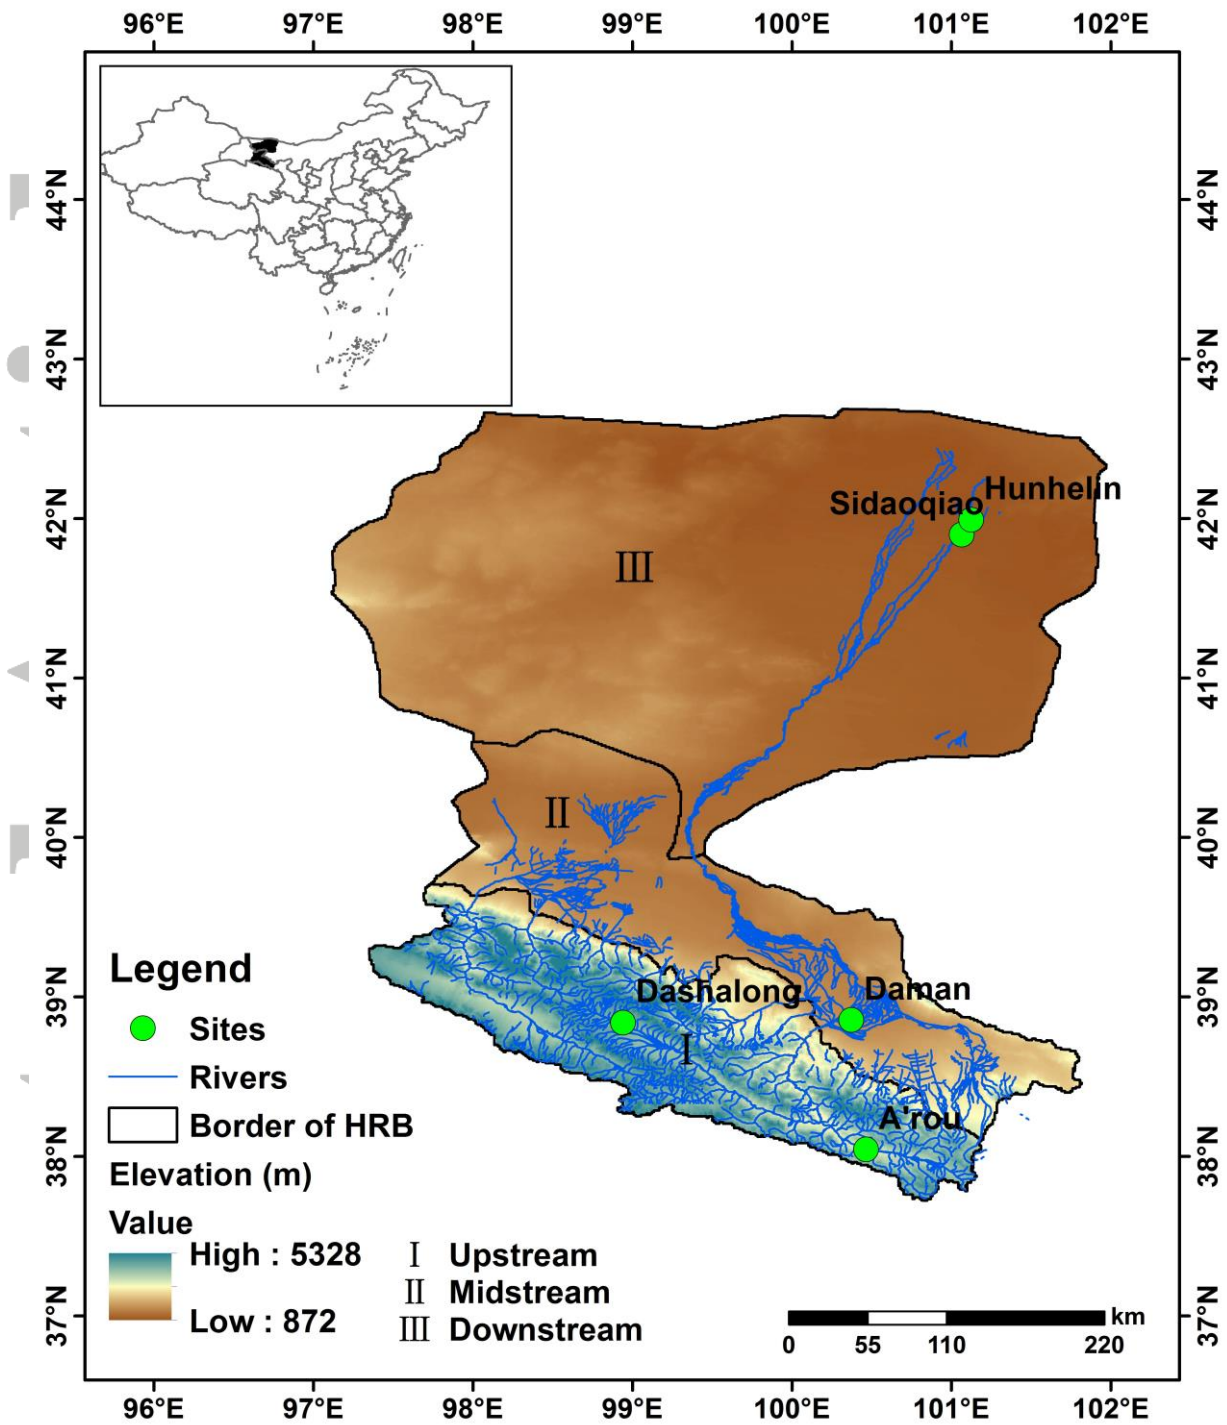 96°E 97°E 98°E 99°E 100°E 101°E 102°E
44°N 44°N
43°N 43°N
Hunhelin
Sidaoqiao
42°N 42°N
III
41°N 41°N
II
40°N 40°N
Legend
39°N 39°N
Dashalong Daman
Sites
I
Rivers
A'rou
Border of HRB
38°N 38°N
Elevation (m)
Value
High : 5328
I Upstream
II Midstream
Low : 872
III Downstream
37°N 37°N
km
0 55 110 220
96°E 97°E 98°E 99°E 100°E 101°E 102°E